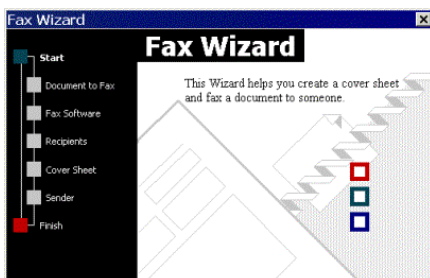 Fax Wizard
Fax Wizard
Start
Document to Fax
Fax Software
Recipients
Cover Sheet
Sender
Finish
This Wizard helps you create a cover sheet
and fax a document to someone.